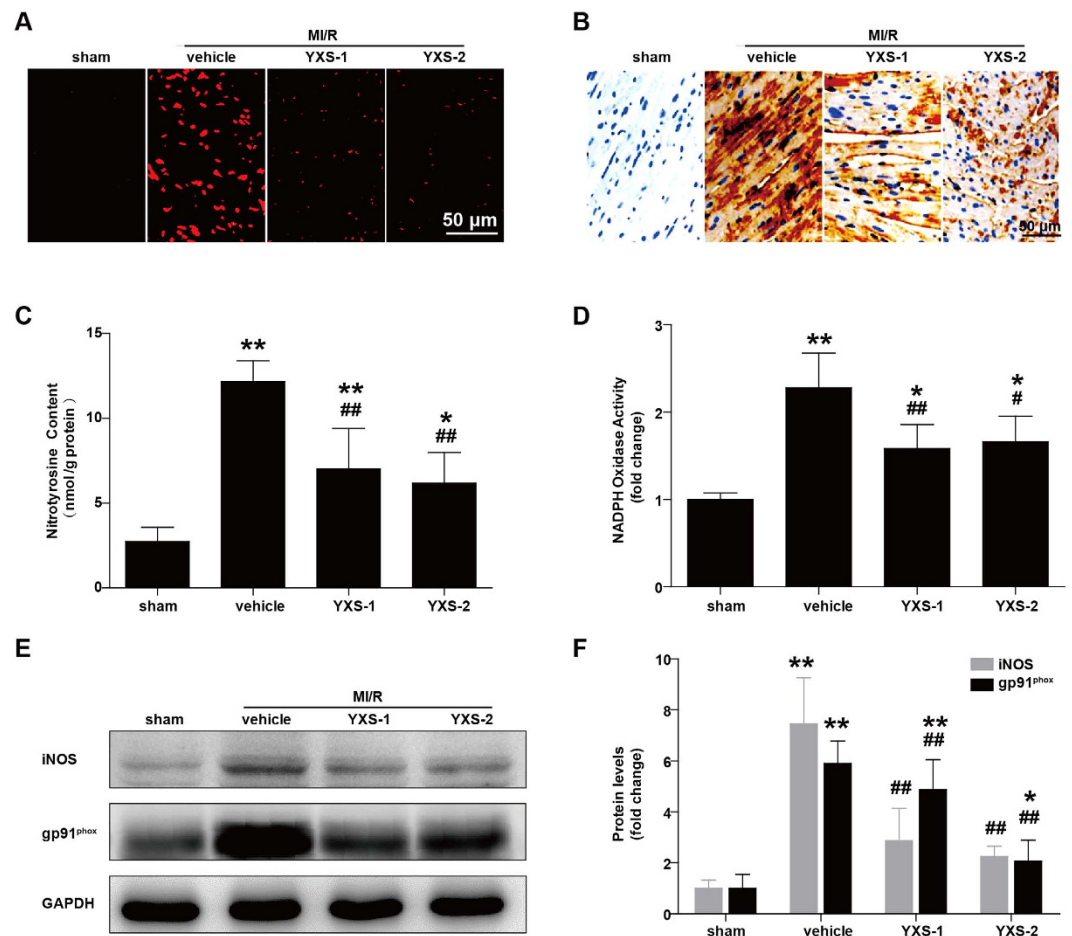 A
MI/R
sham vehicle YXS-1 YXS-2
50 μm
B
MI/R
sham vehicle YXS-1 YXS-2
50 μm
C
Nitrotyrosine Content
(nmol/g protein)
15
10
5
0
**
**
##
*
##
sham vehicle YXS-1 YXS-2
D
NADPH Oxidase Activity
(fold change)
3
2
1
0
**
*
##
*
#
sham vehicle YXS-1 YXS-2
E
MI/R
sham vehicle YXS-1 YXS-2
iNOS
gp91phox
GAPDH
F
Protein levels
(fold change)
10
8
6
4
2
0
iNOS
gp91phox
**
**
##
**
##
##
*
##
sham vehicle YXS-1 YXS-2